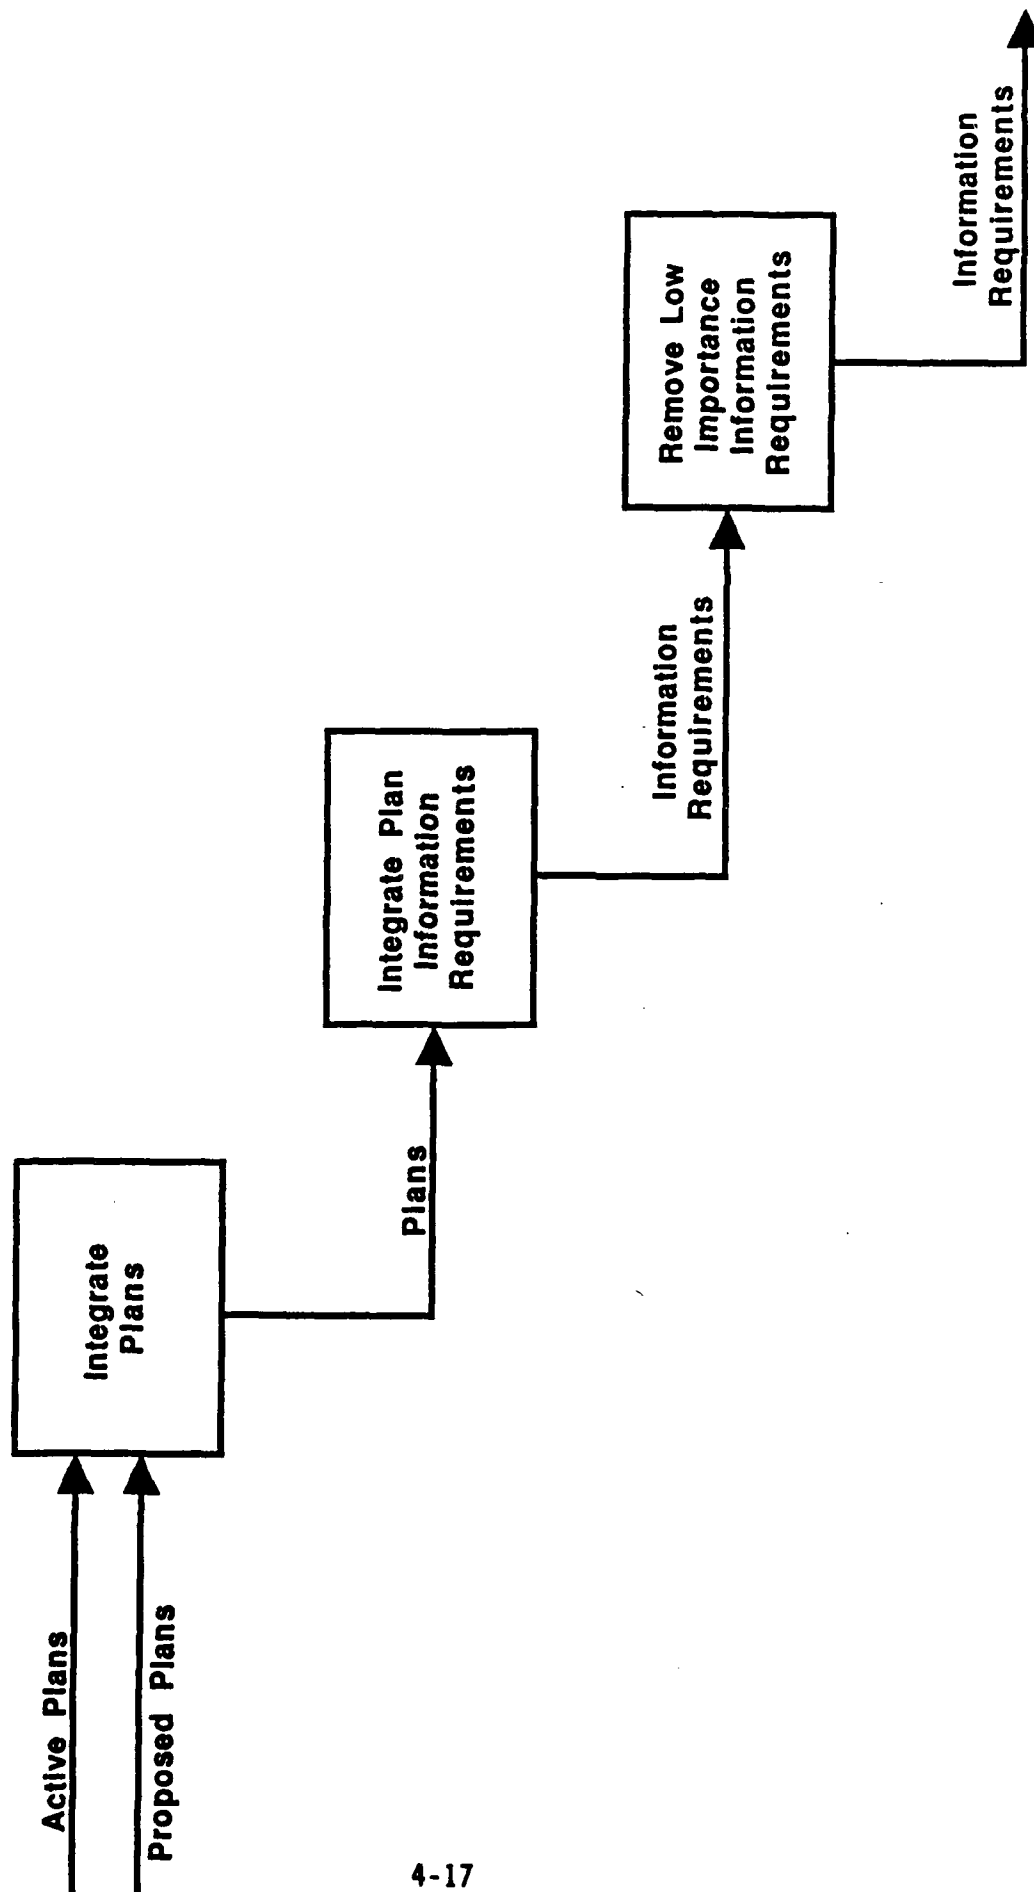 Active Plans
Proposed Plans
Integrate
Plans
Plans
Integrate Plan
Information
Requirements
Information
Requirements
Remove Low
Importance
Information
Requirements
Information
Requirements
4-17